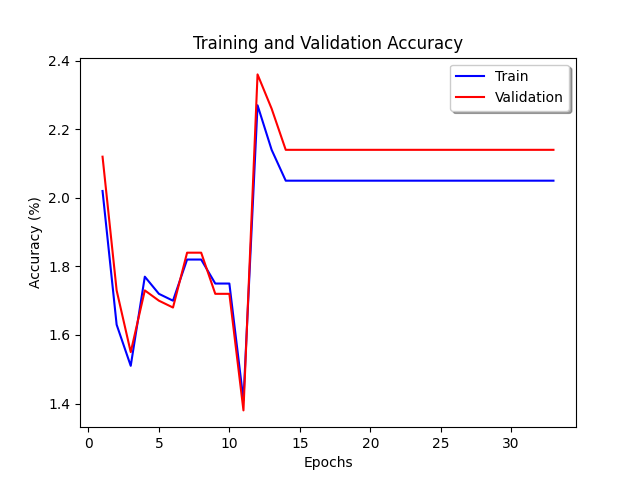 Training and Validation Accuracy
Train
Validation
Accuracy (%)
2.4
2.2
2.0
1.8
1.6
1.4
0 5 10 15 20 25 30
Epochs